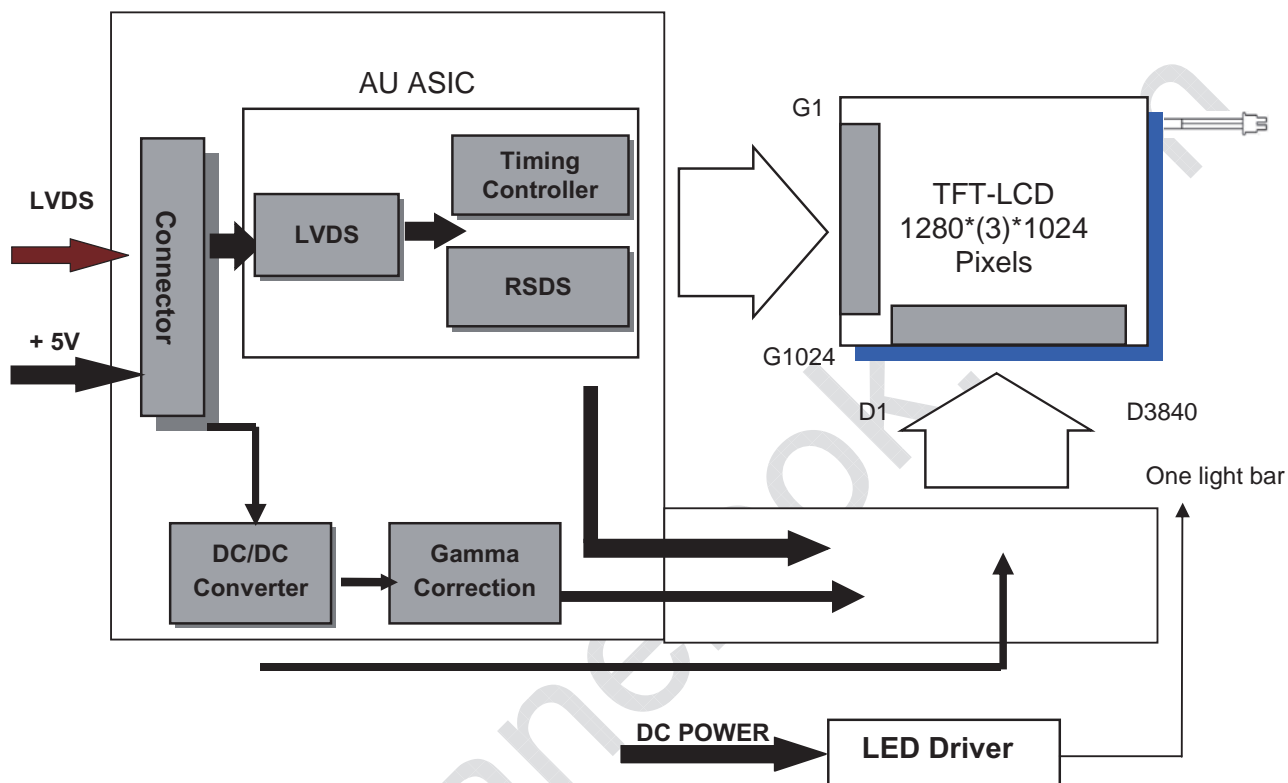 AU ASIC
G1
Timing
Controller
TFT-LCD
1280*(3)*1024
Pixels
LVDS
Connector
LVDS
RSDS
+ 5V
G1024
D1
D3840
One light bar
DC/DC
Converter
Gamma
Correction
DC POWER
LED Driver